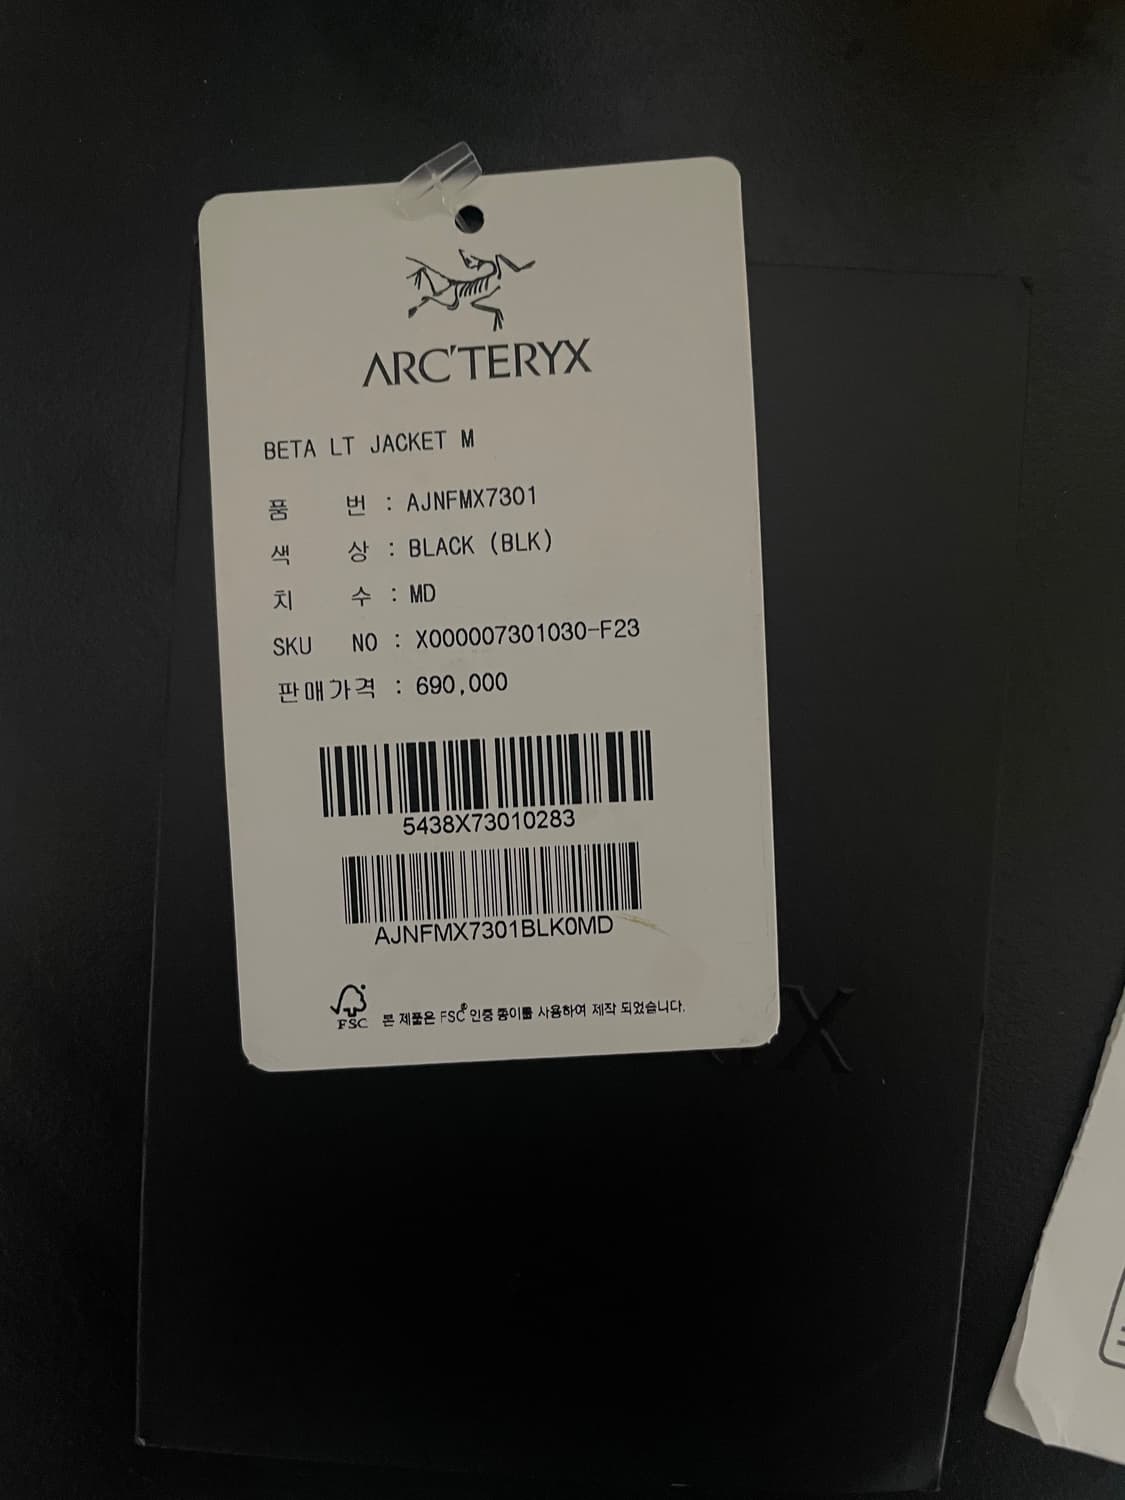 ARC'TERYX
BETA LT JACKET M
품 번 : AJNFMX7301
색 상 : BLACK (BLK)
치 수 : MD
SKU NO : X000007301030-F23
판매가격 : 690,000
5438X73010283
AJNFMX7301BLK0MD
FSC 본 제품은 FSC® 인증 종이를 사용하여 제작 되었습니다.
X